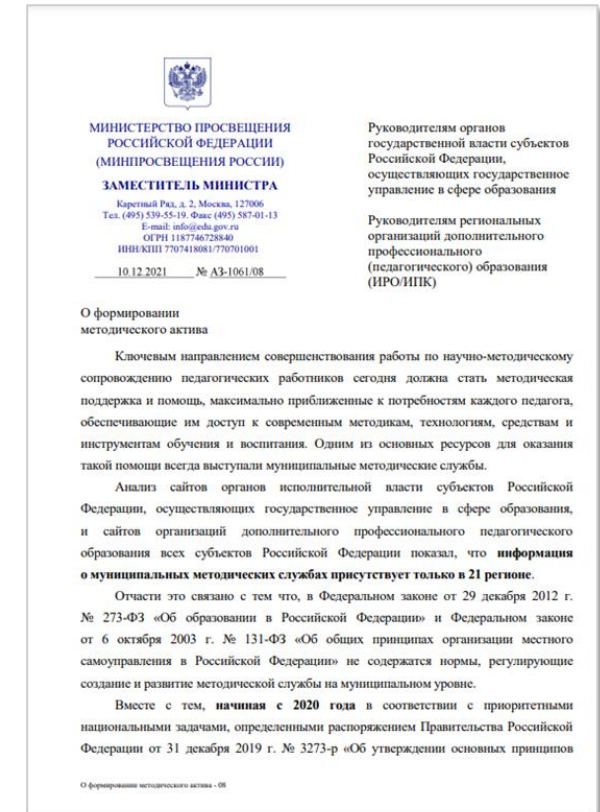 МИНИСТЕРСТВО ПРОСВЕЩЕНИЯ
РОССИЙСКОЙ ФЕДЕРАЦИИ
(МИНПРОСВЕЩЕНИЯ РОССИИ)
ЗАМЕСТИТЕЛЬ МИНИСТРА
Каретный Ряд, д. 2, Москва, 127006
Тел. (495) 539-55-19. Факс (495) 587-01-13
E-mail: info@edu.gov.ru
ОГРН 1187746728840
ИНН/КПП 7707418081/770701001
10.12.2021 № АЗ-1061/08
Руководителям органов
государственной власти субъектов
Российской Федерации,
осуществляющих государственное
управление в сфере образования
Руководителям региональных
организаций дополнительного
профессионального
(педагогического) образования
(ИРО/ИПК)
О формировании
методического актива
Ключевым направлением совершенствования работы по научно-методическому
сопровождению педагогических работников сегодня должна стать методическая
поддержка и помощь, максимально приближенные к потребностям каждого педагога,
обеспечивающие им доступ к современным методикам, технологиям, средствам и
инструментам обучения и воспитания. Одним из основных ресурсов для оказания
такой помощи всегда выступали муниципальные методические службы.
Анализ сайтов органов исполнительной власти субъектов Российской
Федерации, осуществляющих государственное управление в сфере образования,
и сайтов организаций дополнительного профессионального педагогического
образования всех субъектов Российской Федерации показал, что информация
о муниципальных методических службах присутствует только в 21 регионе.
Отчасти это связано с тем что, в Федеральном законе от 29 декабря 2012 г.
№ 273-ФЗ «Об образовании в Российской Федерации» и Федеральном законе
от 6 октября 2003 г. № 131-ФЗ «Об общих принципах организации местного
самоуправления в Российской Федерации» не содержатся нормы, регулирующие
создание и развитие методической службы на муниципальном уровне.
Вместе с тем, начиная с 2020 года в соответствии с приоритетными
национальными задачами, определенными распоряжением Правительства Российской
Федерации от 31 декабря 2019 г. № 3273-р «Об утверждении основных принципов
О формировании методического актива - 08